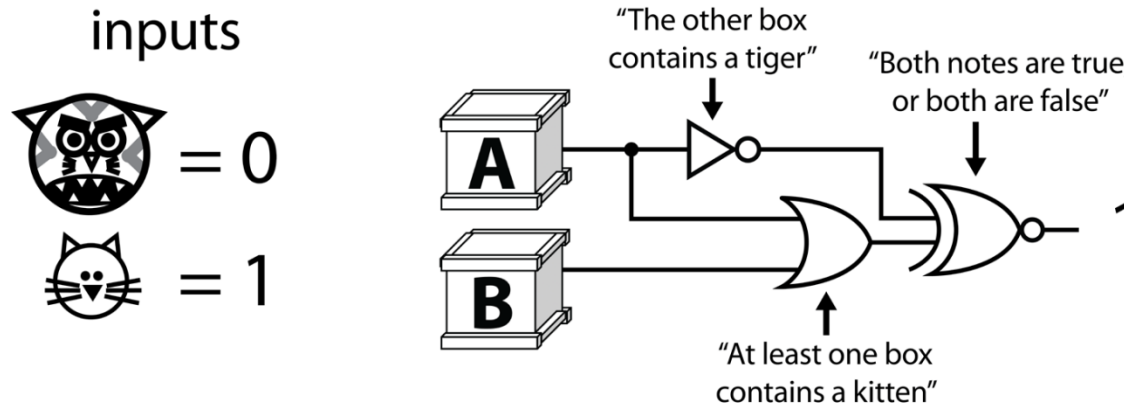 inputs
= 0
= 1
"The other box
contains a tiger"
"Both notes are true
or both are false"
A
B
"At least one box
contains a kitten"